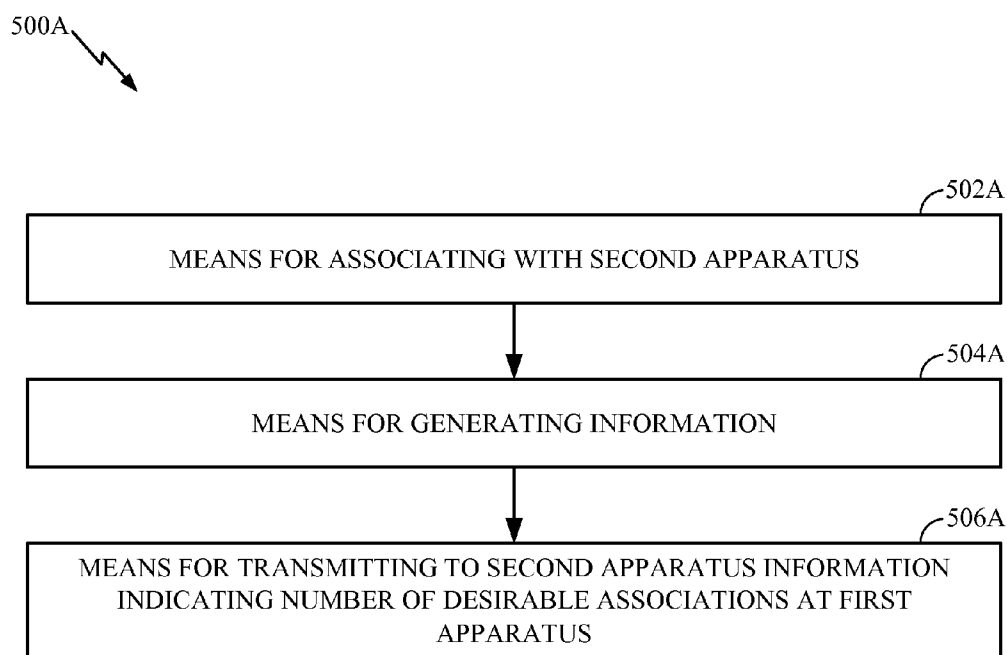 500A
502A
MEANS FOR ASSOCIATING WITH SECOND APPARATUS
504A
MEANS FOR GENERATING INFORMATION
506A
MEANS FOR TRANSMITTING TO SECOND APPARATUS INFORMATION
INDICATING NUMBER OF DESIRABLE ASSOCIATIONS AT FIRST
APPARATUS